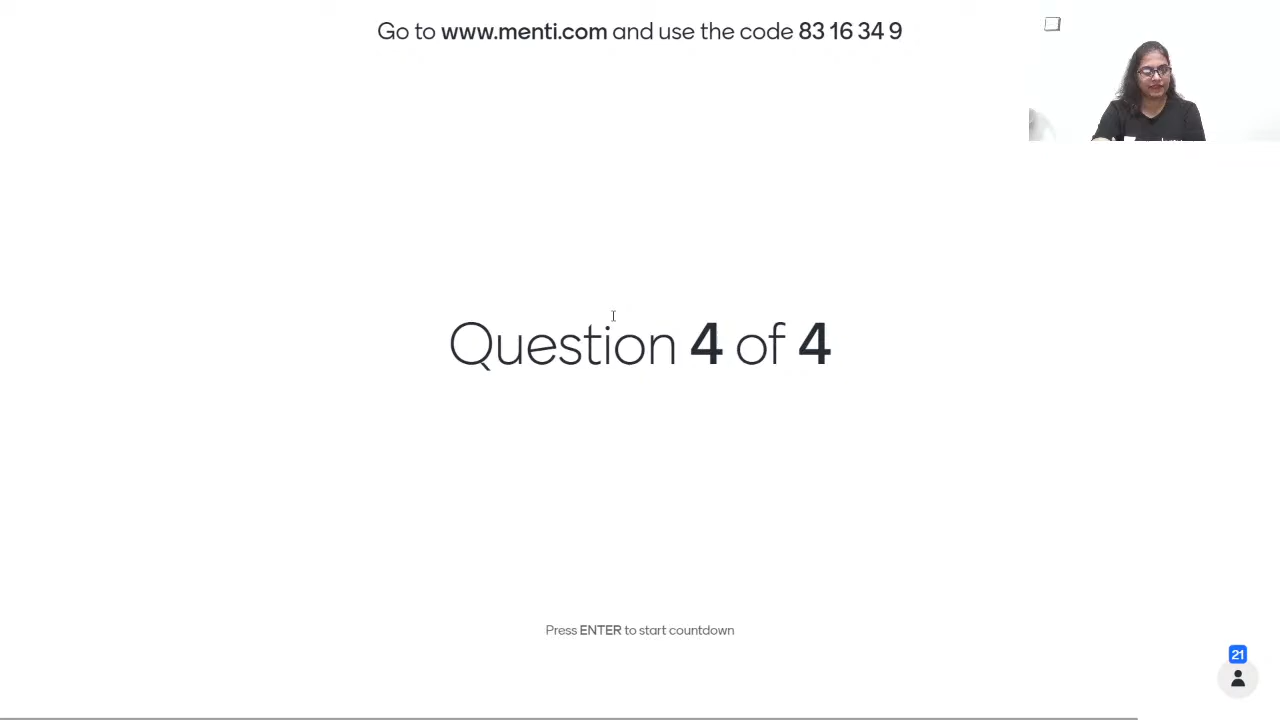 Go to www.menti.com and use the code 83 16 34 9
Question 4 of 4
Press ENTER to start countdown
21